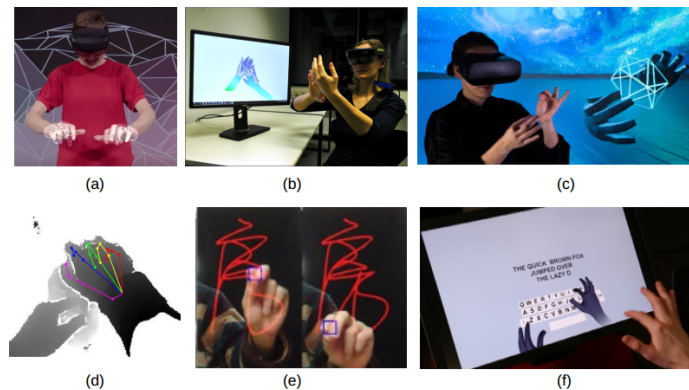 (a) (b) (c)
THE QUICK BROWN FOX
JUMPED OVER
THE LAZY D
Q W E R T Y U I
A S D F G H
Z X C V B N
(d) (e) (f)